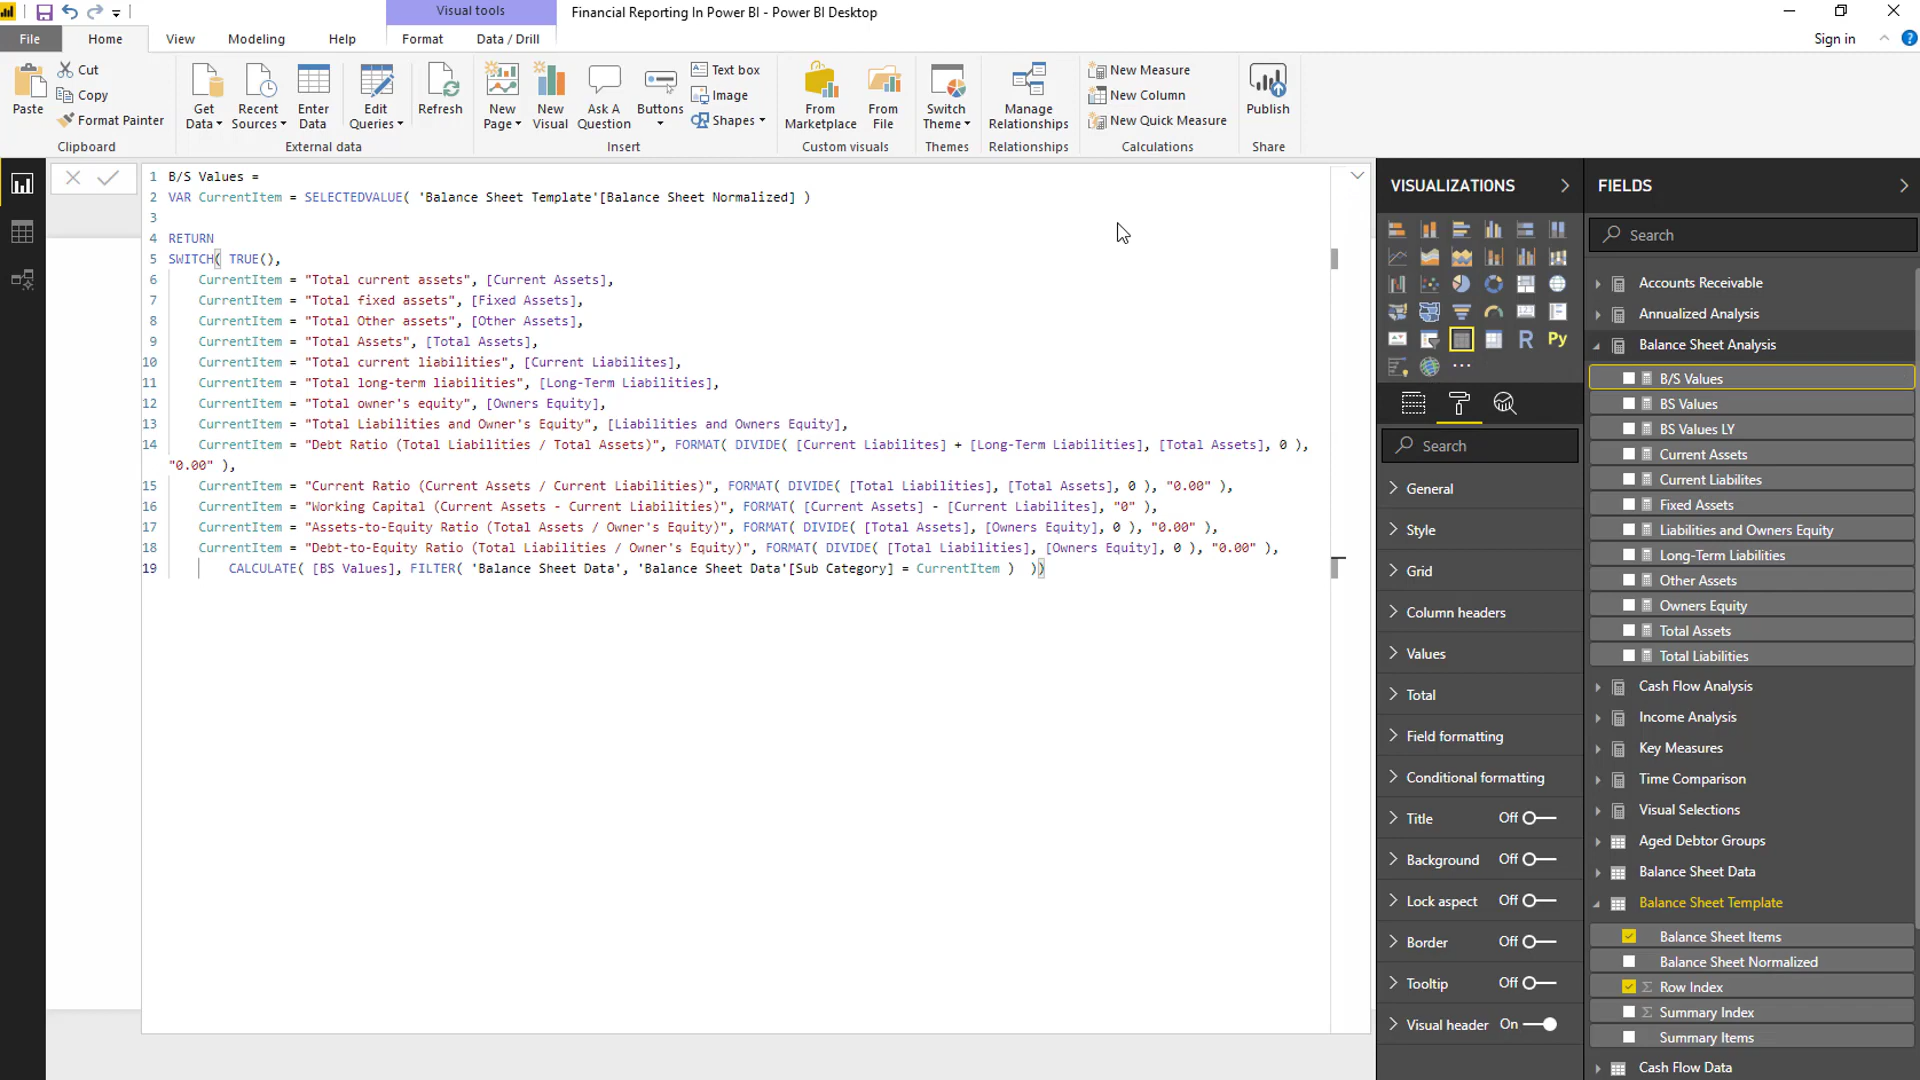 Visual tools
Financial Reporting In Power BI - Power BI Desktop
File
Home
View
Modeling
Help
Format
Data / Drill
Sign in
?
Paste
Cut
Copy
Format Painter
Clipboard
Get Data
Recent Sources
Enter Data
Edit Queries
Refresh
External data
New Page
New Visual
Ask A Question
Buttons
Text box
Image
Shapes
Insert
From Marketplace
From File
Custom visuals
Switch Theme
Themes
Manage Relationships
Relationships
New Measure
New Column
New Quick Measure
Calculations
Publish
Share
1 B/S Values =
2 VAR CurrentItem = SELECTEDVALUE( 'Balance Sheet Template'[Balance Sheet Normalized] )
3
4 RETURN
5 SWITCH( TRUE(),
6 CurrentItem = "Total current assets", [Current Assets],
7 CurrentItem = "Total fixed assets", [Fixed Assets],
8 CurrentItem = "Total Other assets", [Other Assets],
9 CurrentItem = "Total Assets", [Total Assets],
10 CurrentItem = "Total current liabilities", [Current Liabilites],
11 CurrentItem = "Total long-term liabilities", [Long-Term Liabilities],
12 CurrentItem = "Total owner's equity", [Owners Equity],
13 CurrentItem = "Total Liabilities and Owner's Equity", [Liabilities and Owners Equity],
14 CurrentItem = "Debt Ratio (Total Liabilities / Total Assets)", FORMAT( DIVIDE( [Current Liabilites] + [Long-Term Liabilities], [Total Assets], 0 ),
"0.00" ),
15 CurrentItem = "Current Ratio (Current Assets / Current Liabilities)", FORMAT( DIVIDE( [Total Liabilities], [Total Assets], 0 ), "0.00" ),
16 CurrentItem = "Working Capital (Current Assets - Current Liabilities)", FORMAT( [Current Assets] - [Current Liabilites], "0" ),
17 CurrentItem = "Assets-to-Equity Ratio (Total Assets / Owner's Equity)", FORMAT( DIVIDE( [Total Assets], [Owners Equity], 0 ), "0.00" ),
18 CurrentItem = "Debt-to-Equity Ratio (Total Liabilities / Owner's Equity)", FORMAT( DIVIDE( [Total Liabilities], [Owners Equity], 0 ), "0.00" ),
19 CALCULATE( [BS Values], FILTER( 'Balance Sheet Data', 'Balance Sheet Data'[Sub Category] = CurrentItem ) ))
VISUALIZATIONS
R
Py
Search
General
Style
Grid
Column headers
Values
Total
Field formatting
Conditional formatting
Title Off
Background Off
Lock aspect Off
Border Off
Tooltip Off
Visual header On
FIELDS
Search
Accounts Receivable
Annualized Analysis
Balance Sheet Analysis
B/S Values
BS Values
BS Values LY
Current Assets
Current Liabilites
Fixed Assets
Liabilities and Owners Equity
Long-Term Liabilities
Other Assets
Owners Equity
Total Assets
Total Liabilities
Cash Flow Analysis
Income Analysis
Key Measures
Time Comparison
Visual Selections
Aged Debtor Groups
Balance Sheet Data
Balance Sheet Template
Balance Sheet Items
Balance Sheet Normalized
Σ Row Index
Σ Summary Index
Summary Items
Cash Flow Data